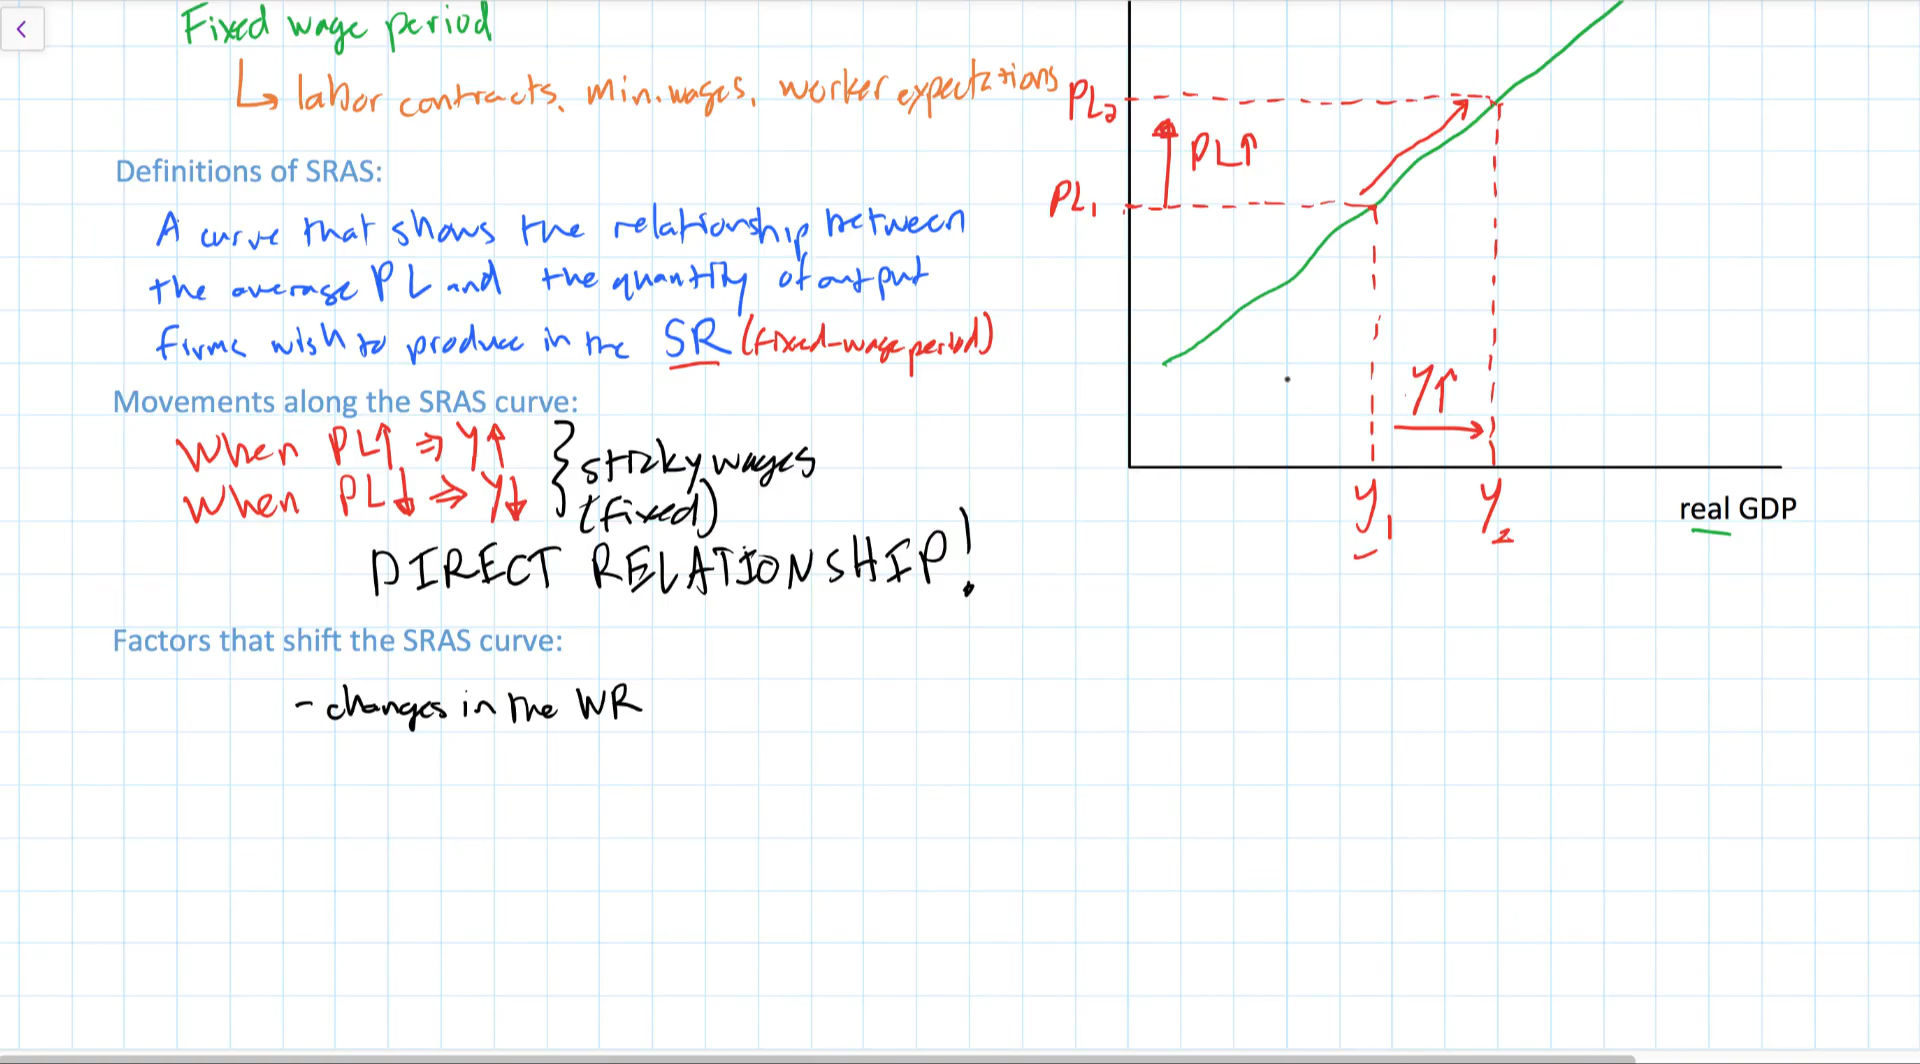 Fixed wage period
↳ labor contracts, min. wages, worker expectations
Definitions of SRAS:
A curve that shows the relationship between
the average PL and the quantity of output
firms wish to produce in the SR (fixed-wage period)
Movements along the SRAS curve:
When PL↑ ⇒ Y↑
When PL↓ ⇒ Y↓
} sticky wages
(fixed)
DIRECT RELATIONSHIP!
Factors that shift the SRAS curve:
- changes in the WR
PL2
PL↑
PL1
Y↑
Y1
Y2
real GDP